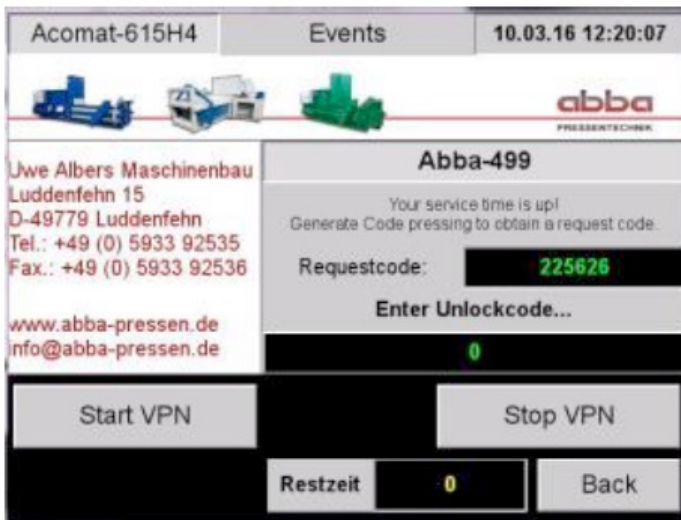 Acomat-615H4
Events
10.03.16 12:20:07
abba
PRESSENTECHNIK
Uwe Albers Maschinenbau
Luddenfehn 15
D-49779 Luddenfehn
Tel.: +49 (0) 5933 92535
Fax.: +49 (0) 5933 92536
www.abba-pressen.de
info@abba-pressen.de
Abba-499
Your service time is up!
Generate Code pressing to obtain a request code.
Requestcode:
225626
Enter Unlockcode...
0
Start VPN
Stop VPN
Restzeit
0
Back